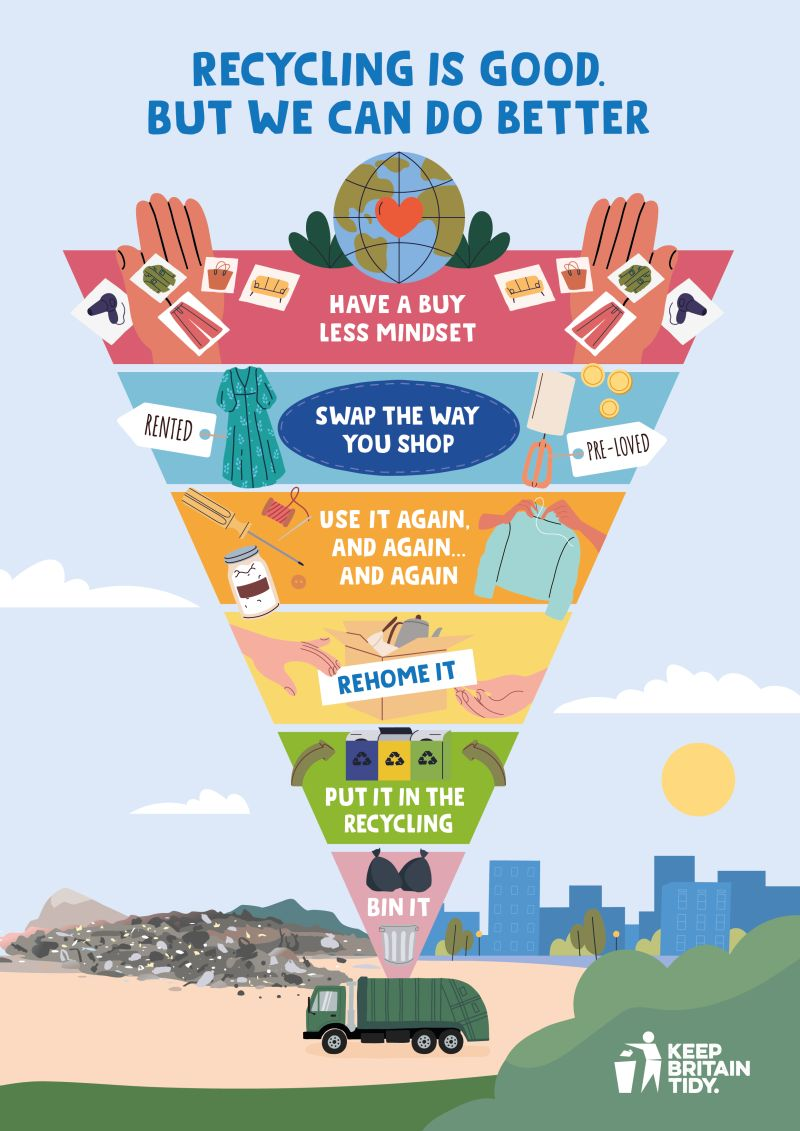 RECYCLING IS GOOD.
BUT WE CAN DO BETTER
HAVE A BUY
LESS MINDSET
RENTED
SWAP THE WAY
YOU SHOP
PRE-LOVED
USE IT AGAIN,
AND AGAIN...
AND AGAIN
REHOME IT
PUT IT IN THE
RECYCLING
BIN IT
KEEP
BRITAIN
TIDY.